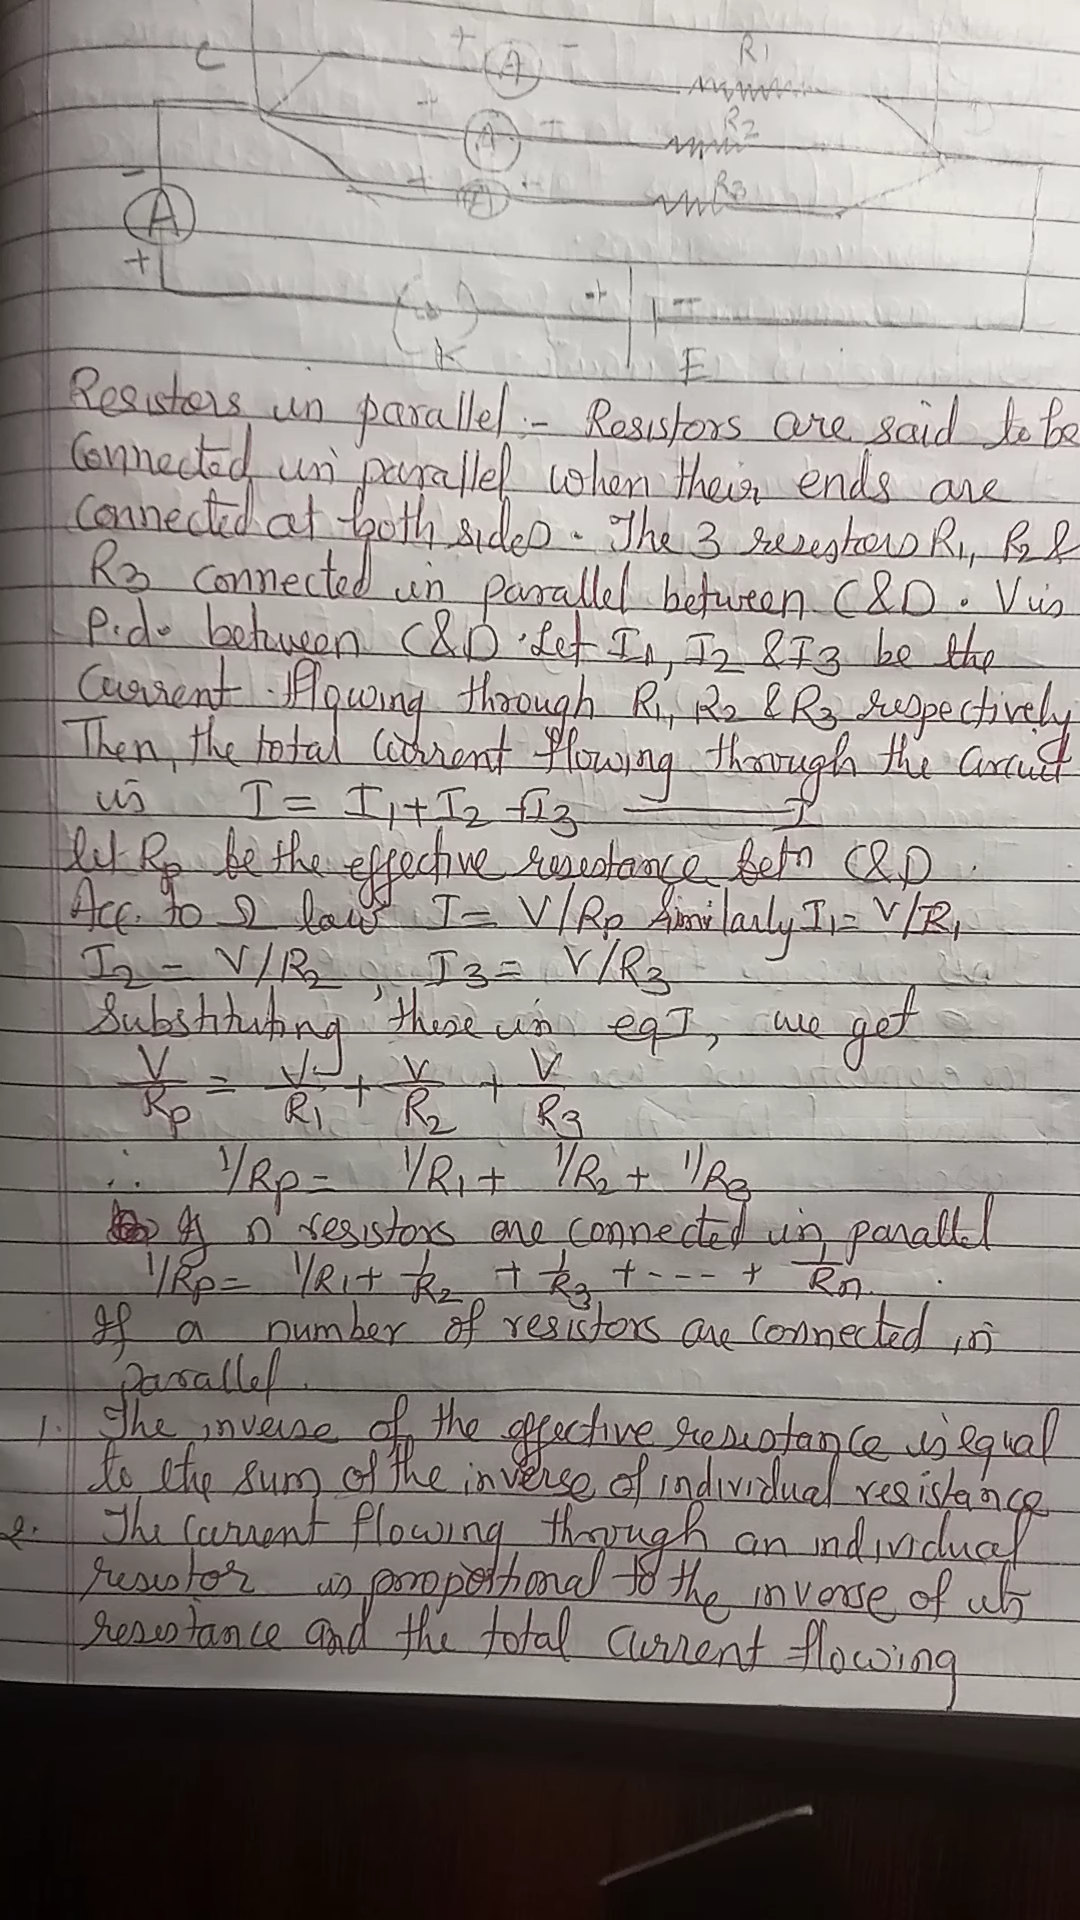 C
+ A - R1
+ A - R2
+ A + R3
-
A
+
+
K
E
Resistors in parallel :- Resistors are said to be
Connected in parallel when their ends are
connected at both sides. The 3 resestors R1, R2 &
R3 connected in parallel between C&D. V is
P.d. between C&D. Let I1, I2 & I3 be the
Current flowing through R1, R2 & R3 respectively
Then, the total current flowing through the circuit
is I = I1+I2+I3 I
let Rp be the effective resestance betn C&D.
Acc. to Ω law I = V/Rp Similarly I1 = V/R1
I2 = V/R2, I3 = V/R3
Substituting these in eqI, we get
V/Rp = V/R1 + V/R2 + V/R3
∴ 1/Rp = 1/R1 + 1/R2 + 1/R3
If n resistors are connected in parallel
1/Rp = 1/R1 + 1/R2 + 1/R3 + ---- + 1/Rn.
If a number of resistors are connected in
parallel.
1. The inverse of the effective resistance is equal
to the sum of the inverse of individual resistance
2. The current flowing through an individual
resistor is proportional to the inverse of its
resestance and the total current flowing